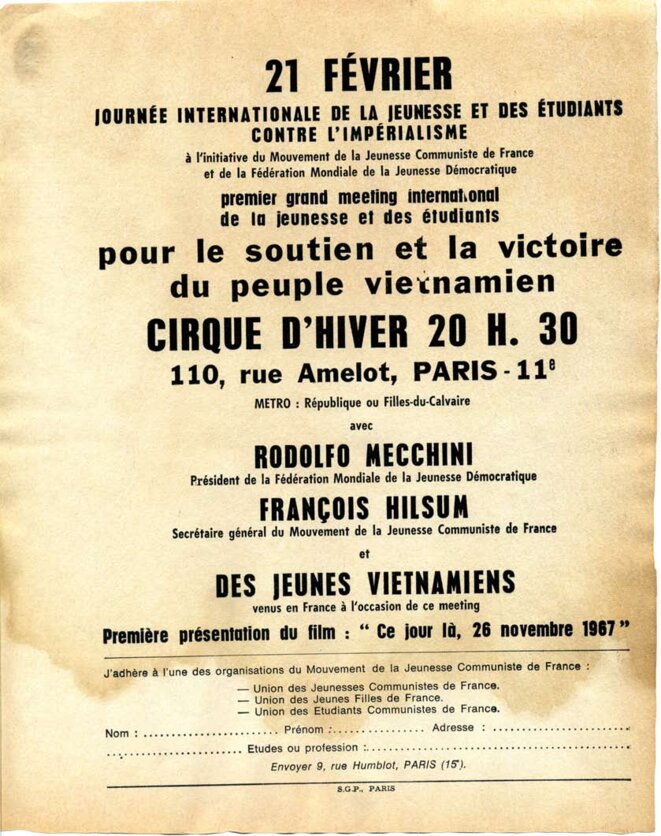 21 FÉVRIER
JOURNÉE INTERNATIONALE DE LA JEUNESSE ET DES ÉTUDIANTS
CONTRE L'IMPÉRIALISME
à l'initiative du Mouvement de la Jeunesse Communiste de France
et de la Fédération Mondiale de la Jeunesse Démocratique
premier grand meeting international
de la jeunesse et des étudiants
pour le soutien et la victoire
du peuple vietnamien
CIRQUE D'HIVER 20 H. 30
110, rue Amelot, PARIS - 11e
METRO : République ou Filles-du-Calvaire
avec
RODOLFO MECCHINI
Président de la Fédération Mondiale de la Jeunesse Démocratique
FRANÇOIS HILSUM
Secrétaire général du Mouvement de la Jeunesse Communiste de France
et
DES JEUNES VIETNAMIENS
venus en France à l'occasion de ce meeting
Première présentation du film : " Ce jour là, 26 novembre 1967 "
J'adhère à l'une des organisations du Mouvement de la Jeunesse Communiste de France :
— Union des Jeunesses Communistes de France.
— Union des Jeunes Filles de France.
— Union des Etudiants Communistes de France.
Nom : ........................ Prénom :................ Adresse : ........................
........................ Etudes ou profession :................................................
Envoyer 9, rue Humblot, PARIS (15e).
S.G.P., PARIS